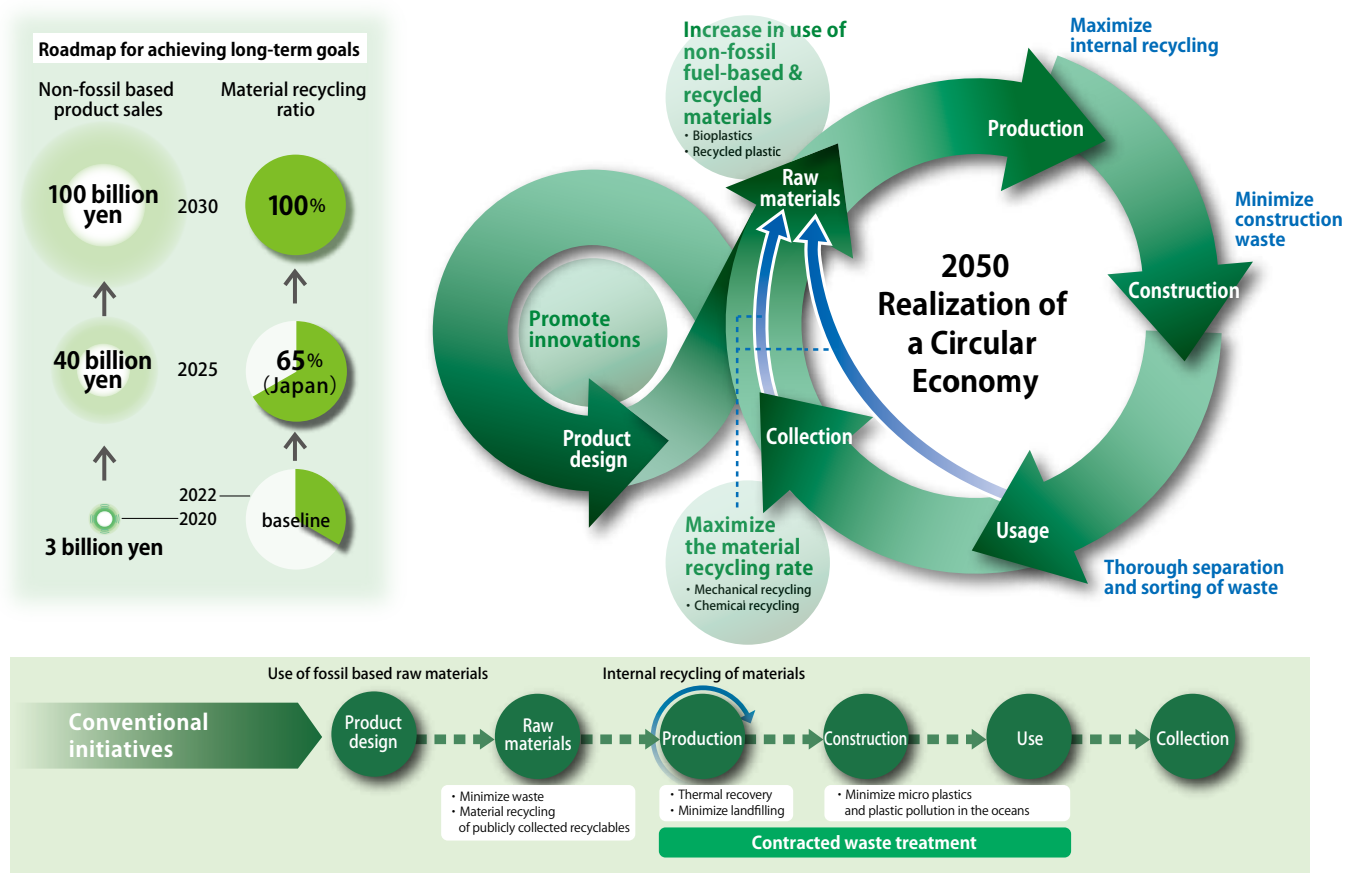 Roadmap for achieving long-term goals
Non-fossil based
product sales
Material recycling
ratio
100 billion
yen
2030
100%
40 billion
yen
2025
65%
(Japan)
2022
2020
baseline
3 billion yen
Increase in use of
non-fossil
fuel-based &
recycled
materials
・Bioplastics
・Recycled plastic
Maximize
internal recycling
Production
Raw
materials
Minimize
construction
waste
2050
Realization of
a Circular
Economy
Construction
Promote
innovations
Product
design
Collection
Usage
Maximize
the material
recycling rate
・Mechanical recycling
・Chemical recycling
Thorough separation
and sorting of waste
Use of fossil based raw materials
Internal recycling of materials
Conventional
initiatives
Product
design
Raw
materials
Production
Construction
Use
Collection
・Minimize waste
・Material recycling
of publicly collected recyclables
・Thermal recovery
・Minimize landfilling
・Minimize micro plastics
and plastic pollution in the oceans
Contracted waste treatment